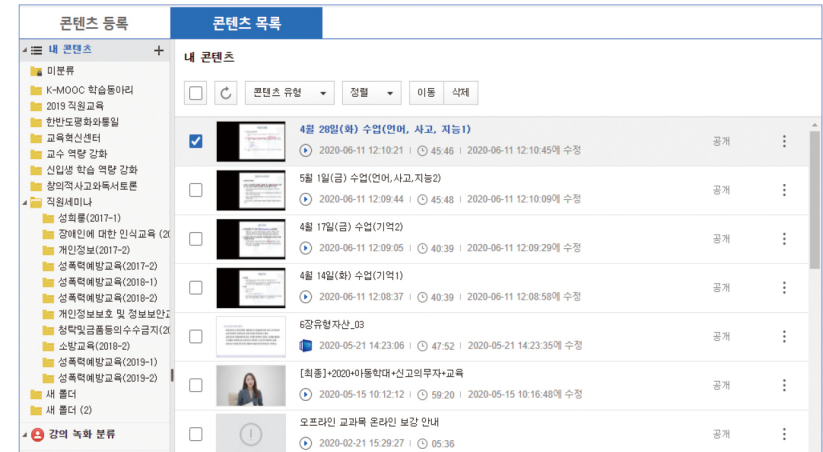 콘텐츠 등록
콘텐츠 목록
내 콘텐츠
미분류
K-MOOC 학습동아리
2019 직원교육
한반도평화와통일
교육혁신센터
교수 역량 강화
신입생 학습 역량 강화
창의적사고와독서토론
직원세미나
성희롱(2017-1)
장애인에 대한 인식교육 (20
개인정보(2017-2)
성폭력예방교육(2017-2)
성폭력예방교육(2018-1)
성폭력예방교육(2018-2)
개인정보보호 및 정보보안교
청탁및금품등의수수금지(20
소방교육(2018-2)
성폭력예방교육(2019-1)
성폭력예방교육(2019-2)
새 폴더
새 폴더 (2)
강의 녹화 분류
내 콘텐츠
콘텐츠 유형 정렬 이동 삭제
4월 28일(화) 수업(언어, 사고, 지능1)
2020-06-11 12:10:21 45:46 2020-06-11 12:10:45에 수정
공개
5월 1일(금) 수업(언어,사고,지능2)
2020-06-11 12:09:44 45:48 2020-06-11 12:10:09에 수정
공개
4월 17일(금) 수업(기억2)
2020-06-11 12:09:05 40:39 2020-06-11 12:09:29에 수정
공개
4월 14일(화) 수업(기억1)
2020-06-11 12:08:37 40:39 2020-06-11 12:08:58에 수정
공개
6장유형자산_03
2020-05-21 14:23:06 47:52 2020-05-21 14:23:35에 수정
공개
[최종]+2020+아동학대+신고의무자+교육
2020-05-15 10:12:12 59:20 2020-05-15 10:16:48에 수정
공개
오프라인 교과목 온라인 보강 안내
2020-02-21 15:29:27 05:36
공개